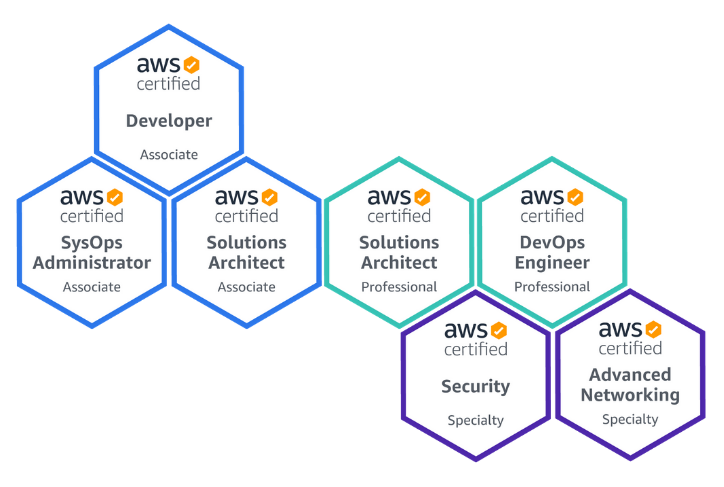 aws
certified
Developer
Associate
aws
certified
SysOps
Administrator
Associate
aws
certified
Solutions
Architect
Associate
aws
certified
Solutions
Architect
Professional
aws
certified
DevOps
Engineer
Professional
aws
certified
Security
Specialty
aws
certified
Advanced
Networking
Specialty